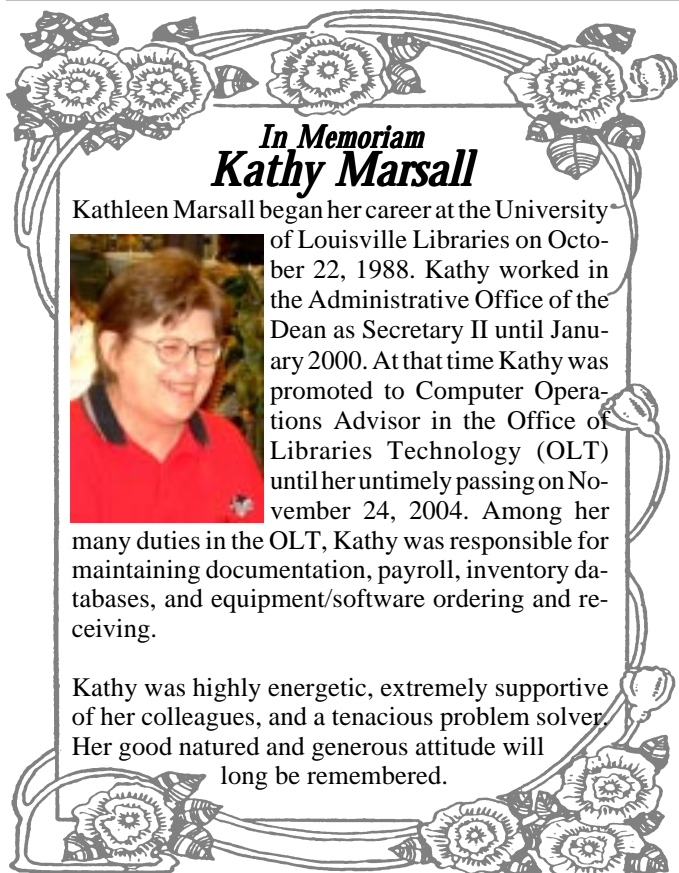 In Memoriam
Kathy Marsall
Kathleen Marsall began her career at the University
of Louisville Libraries on Octo-
ber 22, 1988. Kathy worked in
the Administrative Office of the
Dean as Secretary II until Janu-
ary 2000. At that time Kathy was
promoted to Computer Opera-
tions Advisor in the Office of
Libraries Technology (OLT)
until her untimely passing on No-
vember 24, 2004. Among her
many duties in the OLT, Kathy was responsible for
maintaining documentation, payroll, inventory da-
tabases, and equipment/software ordering and re-
ceiving.
Kathy was highly energetic, extremely supportive
of her colleagues, and a tenacious problem solver.
Her good natured and generous attitude will
long be remembered.